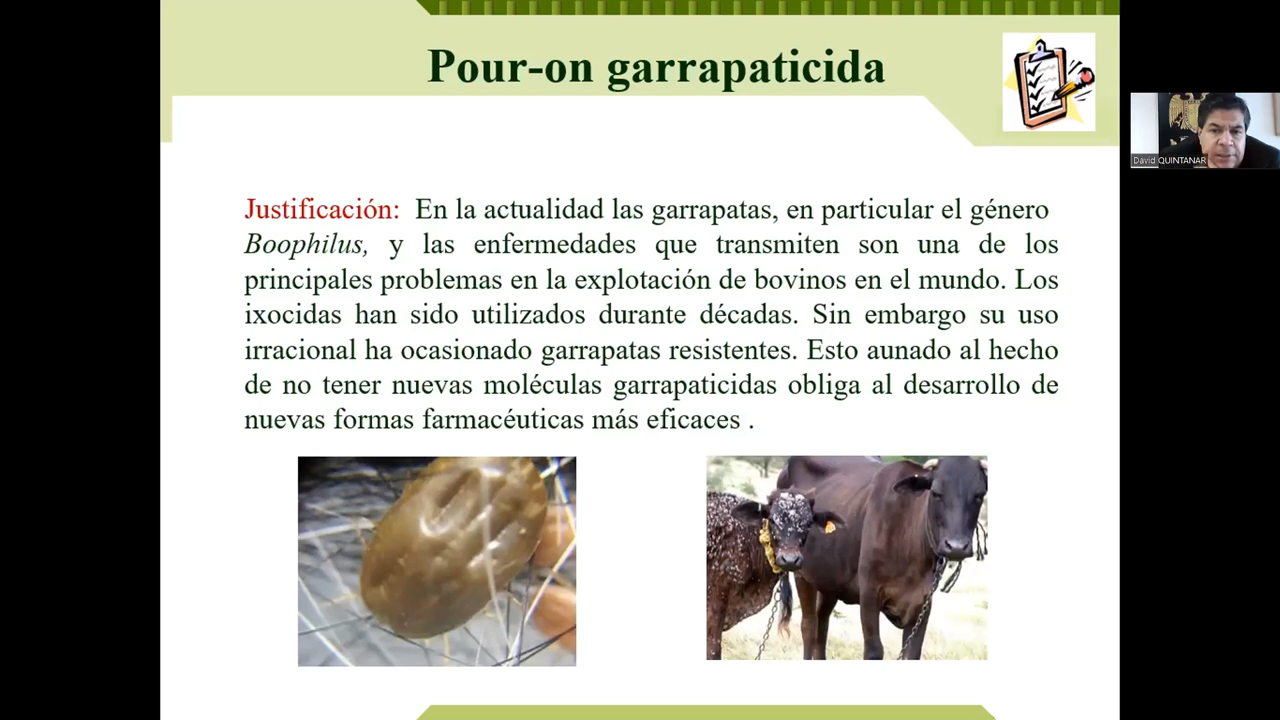 Pour-on garrapaticida
David QUINTANAR
Justificación: En la actualidad las garrapatas, en particular el género
Boophilus, y las enfermedades que transmiten son una de los
principales problemas en la explotación de bovinos en el mundo. Los
ixocidas han sido utilizados durante décadas. Sin embargo su uso
irracional ha ocasionado garrapatas resistentes. Esto aunado al hecho
de no tener nuevas moléculas garrapaticidas obliga al desarrollo de
nuevas formas farmacéuticas más eficaces .